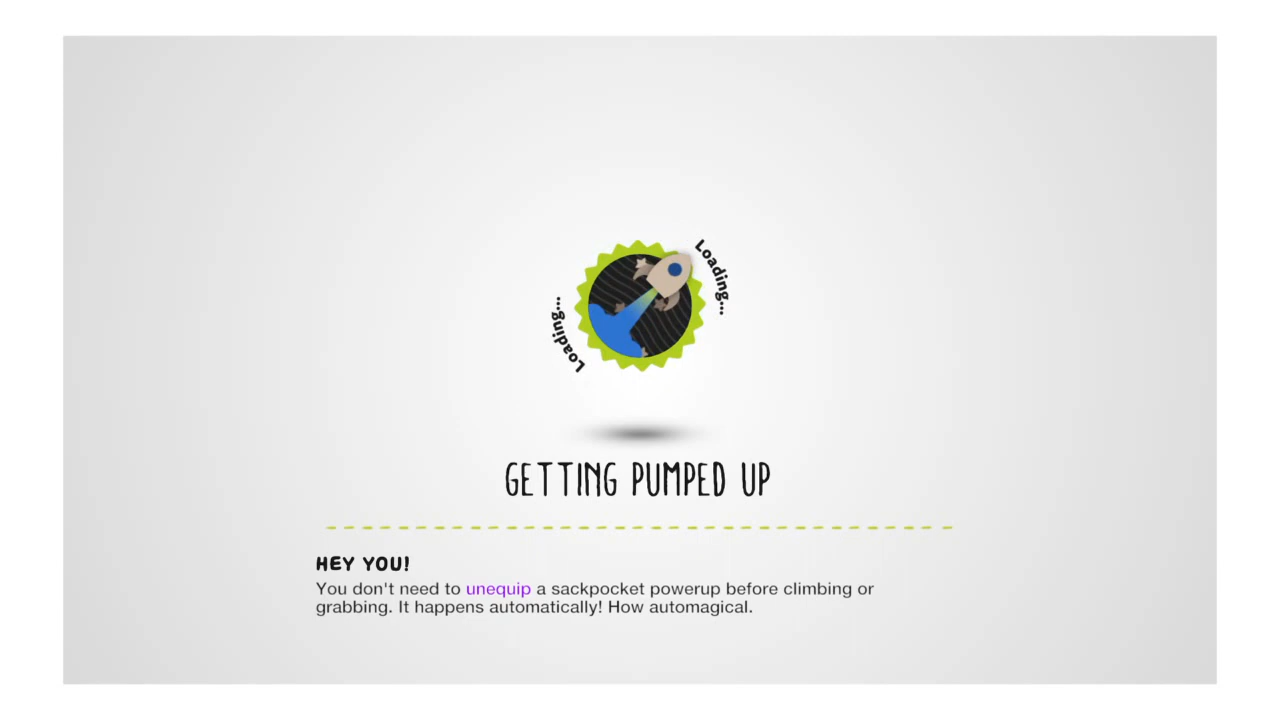 Loading...
Loading...
GETTING PUMPED UP
HEY YOU!
You don't need to unequip a sackpocket powerup before climbing or
grabbing. It happens automatically! How automagical.